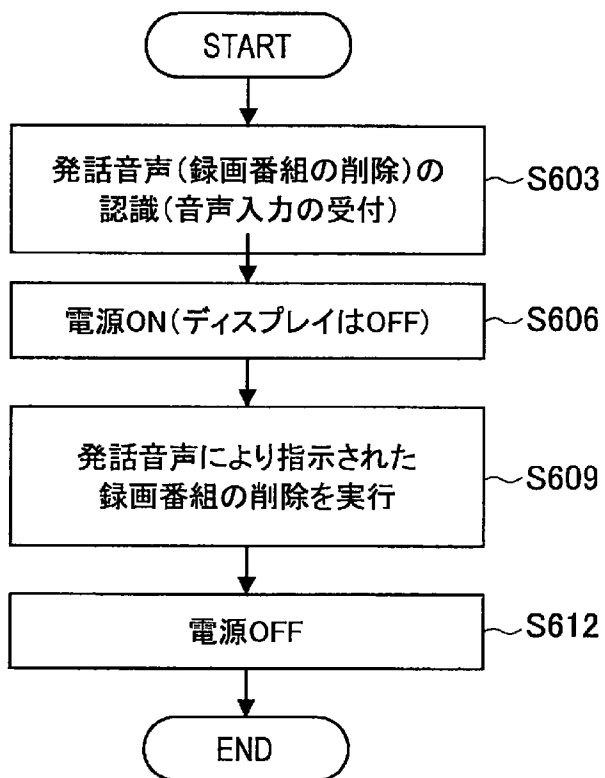 START
発話音声(録画番組の削除)の
認識(音声入力の受付)
S603
電源ON(ディスプレイはOFF)
S606
発話音声により指示された
録画番組の削除を実行
S609
電源OFF
S612
END